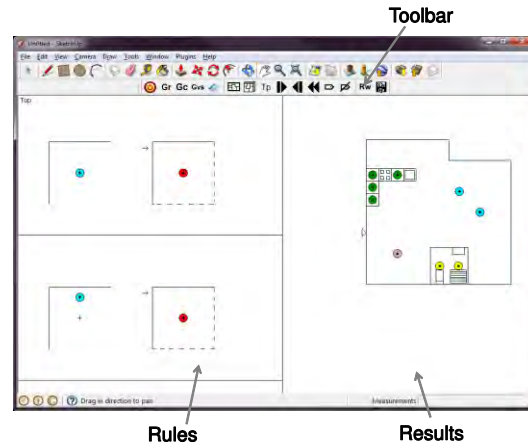 Toolbar
Untitled - SketchUp
File Edit View Camera Draw Tools Window Plugins Help
Gr Gc Gvs Tp Rw
Top
Drag in direction to pan
Measurements
Rules
Results